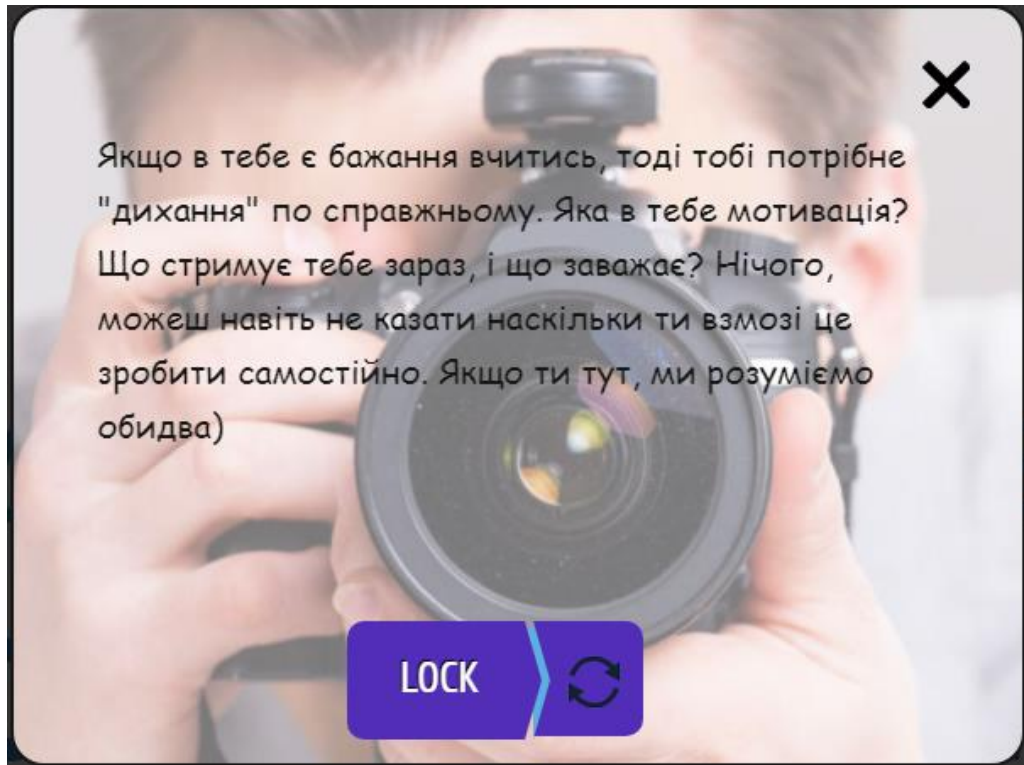 Якщо в тебе є бажання вчитись, тоді тобі потрібне
"дихання" по справжньому. Яка в тебе мотивація?
Що стримує тебе зараз, і що заважає? Нічого,
можеш навіть не казати наскільки ти взмозі це
зробити самостійно. Якщо ти тут, ми розуміємо
обидва)
LOCK